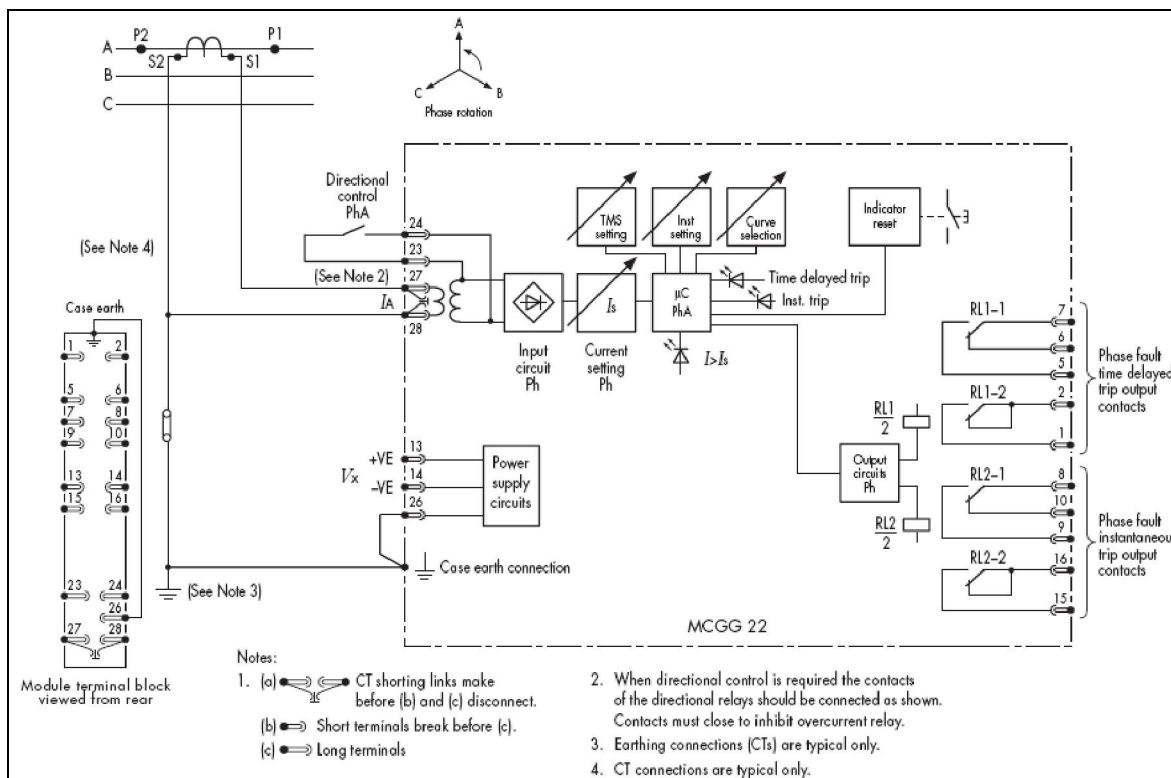 A
P2
P1
S2
S1
B
C
A
C
B
Phase rotation
Directional
control
PhA
24
23
(See Note 4)
(See Note 2)
27
IA
28
TMS
setting
Inst
setting
Curve
selection
Indicator
reset
Is
µC
PhA
Time delayed trip
Inst. trip
I>Is
Input
circuit
Ph
Current
setting
Ph
Case earth
1
2
5
6
7
8
9
10
13
14
15
16
23
24
26
27
28
Module terminal block
viewed from rear
RL1-1
7
6
5
RL1-2
2
1
Phase fault
time delayed
trip output
contacts
RL1
2
Output
circuits
Ph
RL2
2
RL2-1
8
10
9
RL2-2
16
15
Phase fault
instantaneous
trip output
contacts
Vx
+VE
13
-VE
14
26
Power
supply
circuits
Case earth connection
(See Note 3)
MCGG 22
Notes:
1. (a) CT shorting links make
before (b) and (c) disconnect.
(b) Short terminals break before (c).
(c) Long terminals
2. When directional control is required the contacts
of the directional relays should be connected as shown.
Contacts must close to inhibit overcurrent relay.
3. Earthing connections (CTs) are typical only.
4. CT connections are typical only.